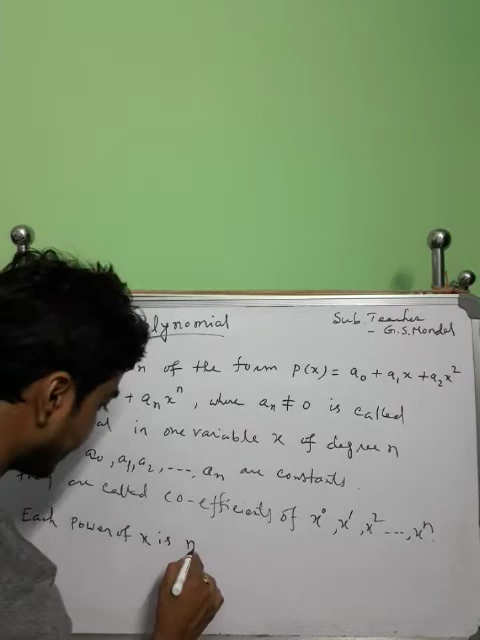 lynomial
Sub. Teacher
- G.S. Mondal
n of the form P(x) = a₀ + a₁x + a₂x²
+ aₙxⁿ, where aₙ ≠ 0 is called
al in one variable x of degree n
a₀, a₁, a₂, ..... aₙ are constants.
They are called co-efficients of x⁰, x¹, x² ..., xⁿ.
Each power of x is n